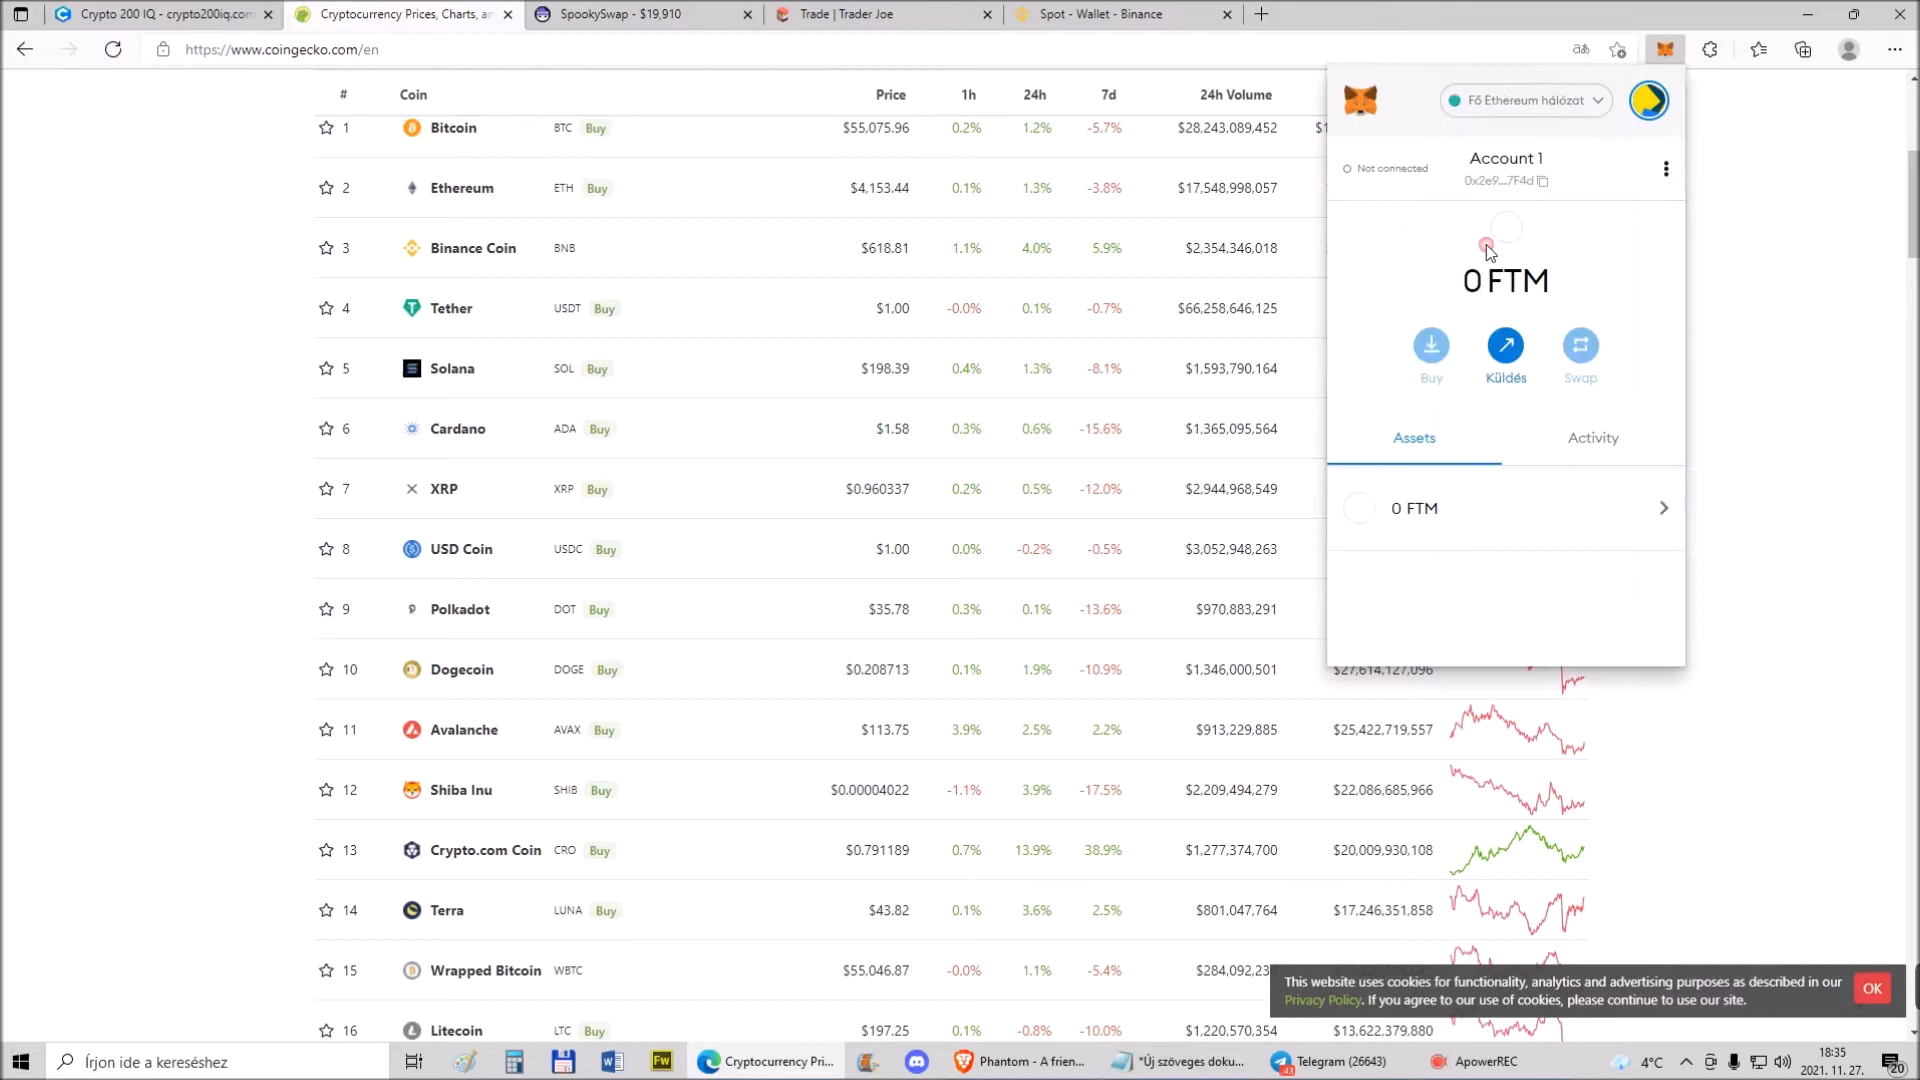 Crypto 200 IQ - crypto200iq.com
Cryptocurrency Prices, Charts, an
SpookySwap - $19,910
Trade | Trader Joe
Spot - Wallet - Binance
https://www.coingecko.com/en
# Coin Price 1h 24h 7d 24h Volume
1 Bitcoin BTC Buy $55,075.96 0.2% 1.2% -5.7% $28,243,089,452
2 Ethereum ETH Buy $4,153.44 0.1% 1.3% -3.8% $17,548,998,057
3 Binance Coin BNB $618.81 1.1% 4.0% 5.9% $2,354,346,018
4 Tether USDT Buy $1.00 -0.0% 0.1% -0.7% $66,258,646,125
5 Solana SOL Buy $198.39 0.4% 1.3% -8.1% $1,593,790,164
6 Cardano ADA Buy $1.58 0.3% 0.6% -15.6% $1,365,095,564
7 XRP XRP Buy $0.960337 0.2% 0.5% -12.0% $2,944,968,549
8 USD Coin USDC Buy $1.00 0.0% -0.2% -0.5% $3,052,948,263
9 Polkadot DOT Buy $35.78 0.3% 0.1% -13.6% $970,883,291
10 Dogecoin DOGE Buy $0.208713 0.1% 1.9% -10.9% $1,346,000,501 $27,614,127,096
11 Avalanche AVAX Buy $113.75 3.9% 2.5% 2.2% $913,229,885 $25,422,719,557
12 Shiba Inu SHIB Buy $0.00004022 -1.1% 3.9% -17.5% $2,209,494,279 $22,086,685,966
13 Crypto.com Coin CRO Buy $0.791189 0.7% 13.9% 38.9% $1,277,374,700 $20,009,930,108
14 Terra LUNA Buy $43.82 0.1% 3.6% 2.5% $801,047,764 $17,246,351,858
15 Wrapped Bitcoin WBTC $55,046.87 -0.0% 1.1% -5.4% $284,092,23
16 Litecoin LTC Buy $197.25 0.1% -0.8% -10.0% $1,220,570,354 $13,622,379,880
Fő Ethereum hálózat
Not connected
Account 1
0x2e9...7F4d
0 FTM
Buy Küldés Swap
Assets Activity
0 FTM
This website uses cookies for functionality, analytics and advertising purposes as described in our
Privacy Policy. If you agree to our use of cookies, please continue to use our site.
OK
Írjon ide a kereséshez
Fw
Cryptocurrency Pri...
Phantom - A frien...
*Új szöveges doku...
Telegram (26643)
ApowerREC
4°C
18:35
2021. 11. 27.
20